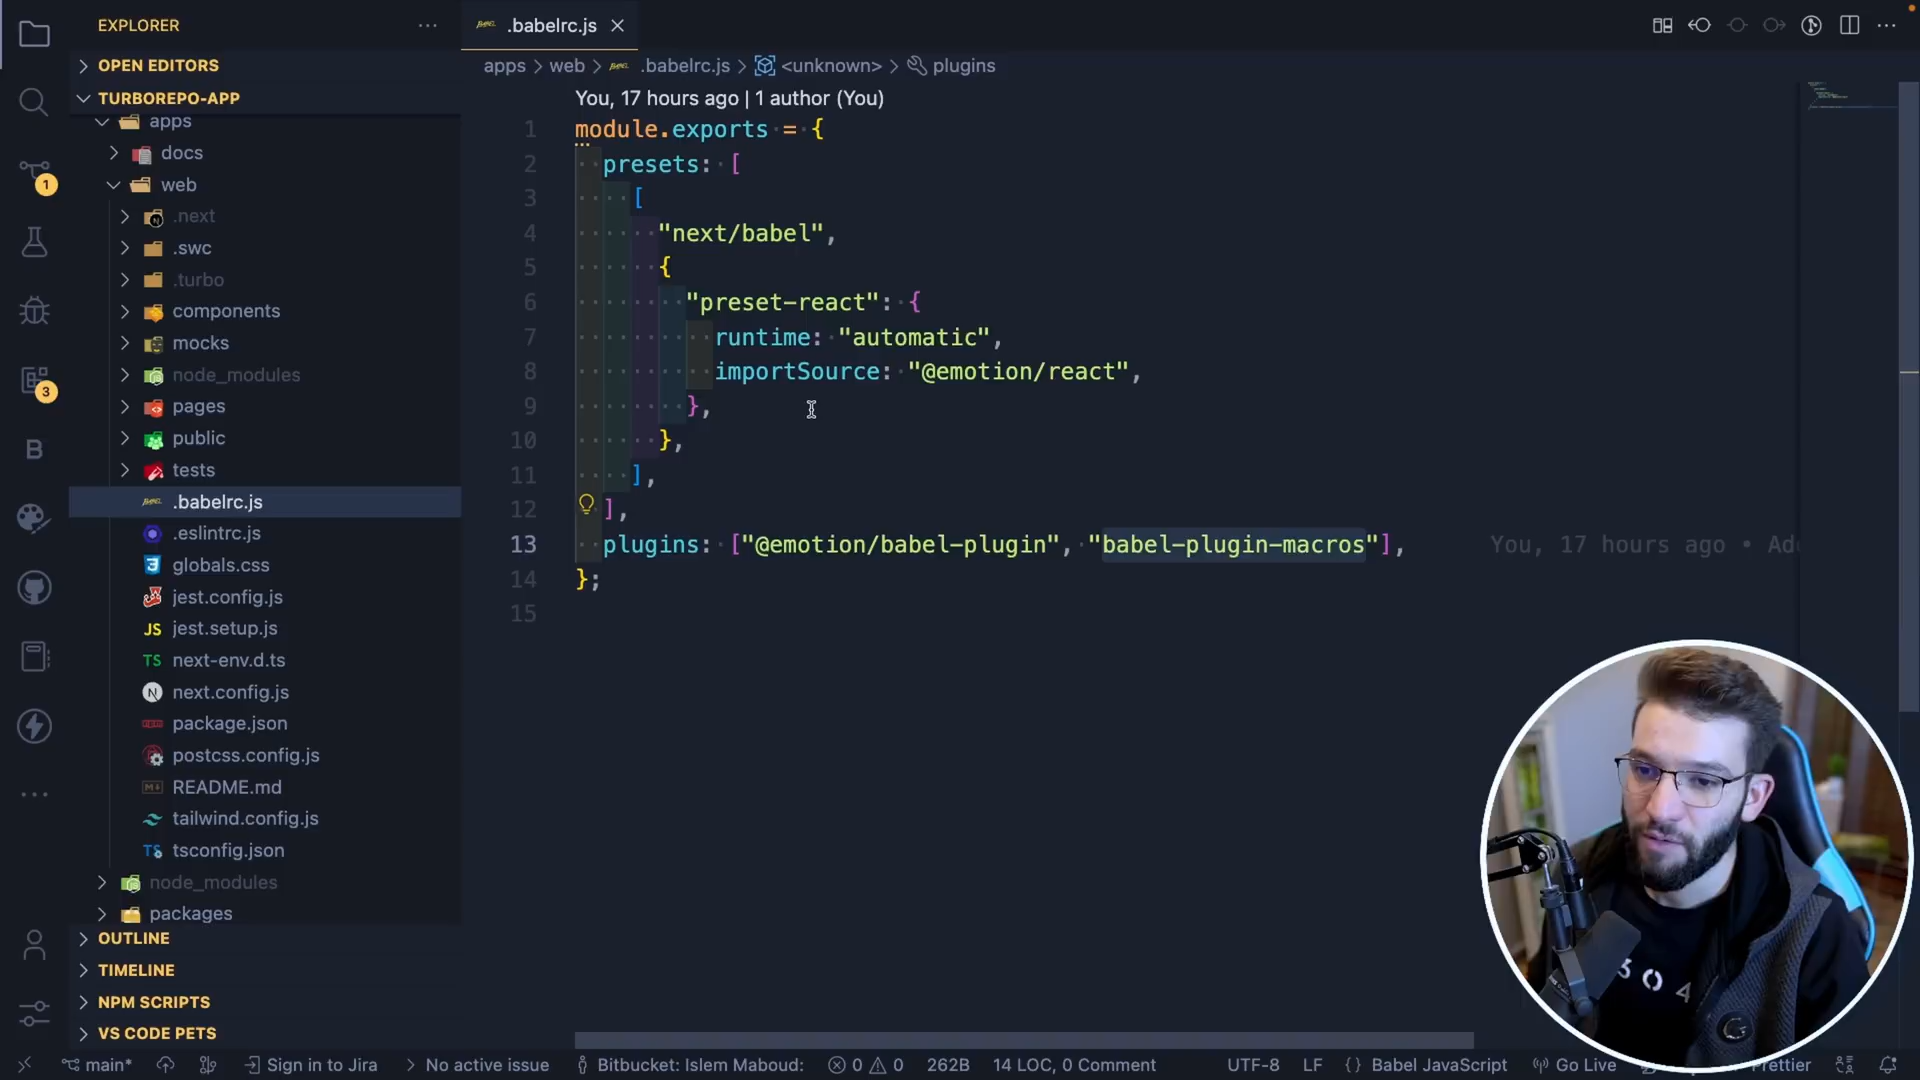 EXPLORER
OPEN EDITORS
TURBOREPO-APP
apps
docs
web
.next
.swc
.turbo
components
mocks
node_modules
pages
public
tests
.babelrc.js
.eslintrc.js
globals.css
jest.config.js
jest.setup.js
next-env.d.ts
next.config.js
package.json
postcss.config.js
README.md
tailwind.config.js
tsconfig.json
node_modules
packages
OUTLINE
TIMELINE
NPM SCRIPTS
VS CODE PETS
1
3
B
.babelrc.js
apps > web > .babelrc.js > <unknown> > plugins
You, 17 hours ago | 1 author (You)
1 module.exports = {
2 presets: [
3 [
4 "next/babel",
5 {
6 "preset-react": {
7 runtime: "automatic",
8 importSource: "@emotion/react",
9 },
10 },
11 ],
12 ],
13 plugins: ["@emotion/babel-plugin", "babel-plugin-macros"], You, 17 hours ago •
14 };
15
main* Sign in to Jira > No active issue Bitbucket: Islem Maboud: 0 0 262B 14 LOC, 0 Comment UTF-8 LF {} Babel JavaScript Go Live Prettier